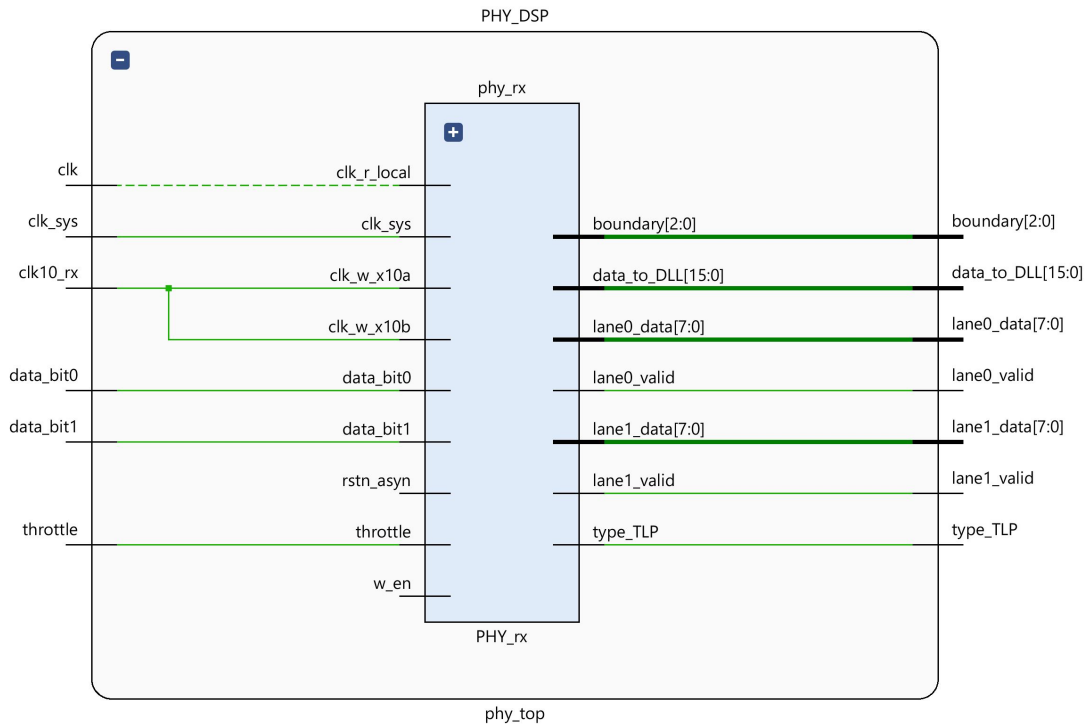 PHY_DSP
phy_rx
clk
clk_r_local
clk_sys
clk_sys
boundary[2:0]
boundary[2:0]
clk10_rx
clk_w_x10a
data_to_DLL[15:0]
data_to_DLL[15:0]
clk_w_x10b
lane0_data[7:0]
lane0_data[7:0]
data_bit0
data_bit0
lane0_valid
lane0_valid
data_bit1
data_bit1
lane1_data[7:0]
lane1_data[7:0]
rstn_asyn
lane1_valid
lane1_valid
throttle
throttle
type_TLP
type_TLP
w_en
PHY_rx
phy_top